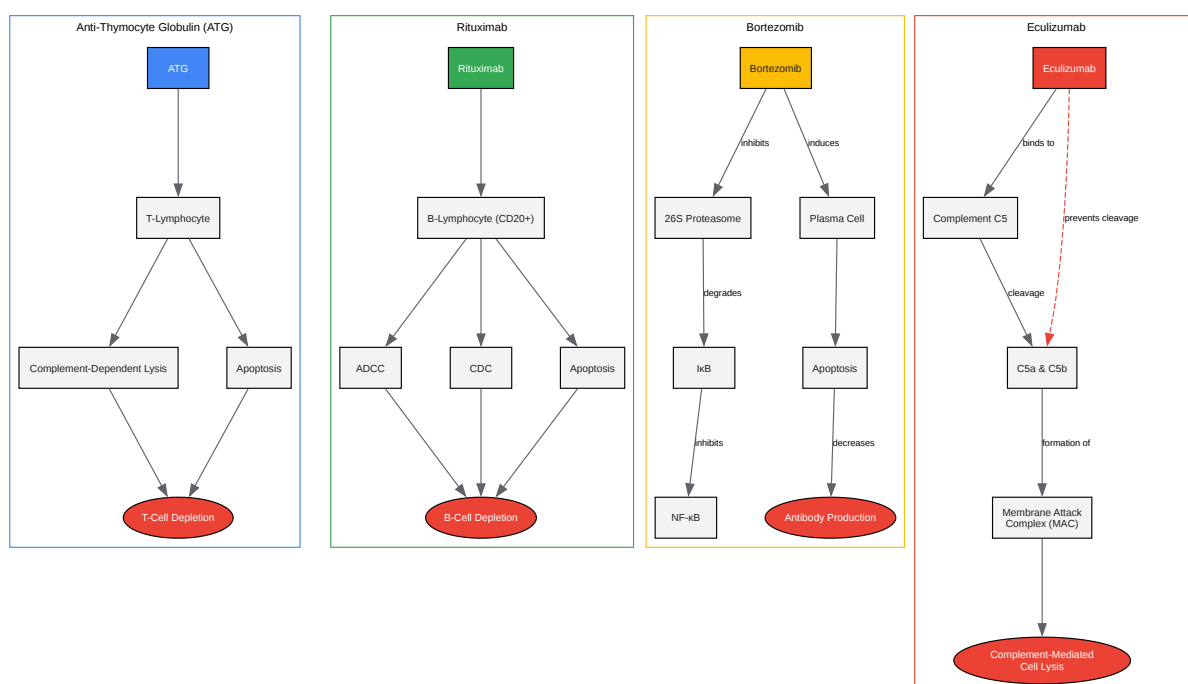 Anti-Thymocyte Globulin (ATG)
ATG
T-Lymphocyte
Complement-Dependent Lysis
Apoptosis
T-Cell Depletion
Rituximab
Rituximab
B-Lymphocyte (CD20+)
ADCC
CDC
Apoptosis
B-Cell Depletion
Bortezomib
Bortezomib
inhibits
induces
26S Proteasome
Plasma Cell
degrades
IκB
Apoptosis
inhibits
decreases
NF-κB
Antibody Production
Eculizumab
Eculizumab
binds to
Complement C5
prevents cleavage
cleavage
C5a & C5b
formation of
Membrane Attack
Complex (MAC)
Complement-Mediated
Cell Lysis